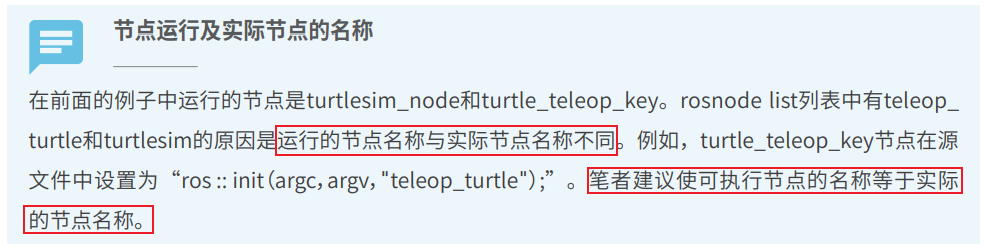 节点运行及实际节点的名称
在前面的例子中运行的节点是turtlesim_node和turtle_teleop_key。rosnode list列表中有teleop_
turtle和turtlesim的原因是运行的节点名称与实际节点名称不同。例如，turtle_teleop_key节点在源
文件中设置为“ros :: init(argc，argv，"teleop_turtle")；”。笔者建议使可执行节点的名称等于实际
的节点名称。